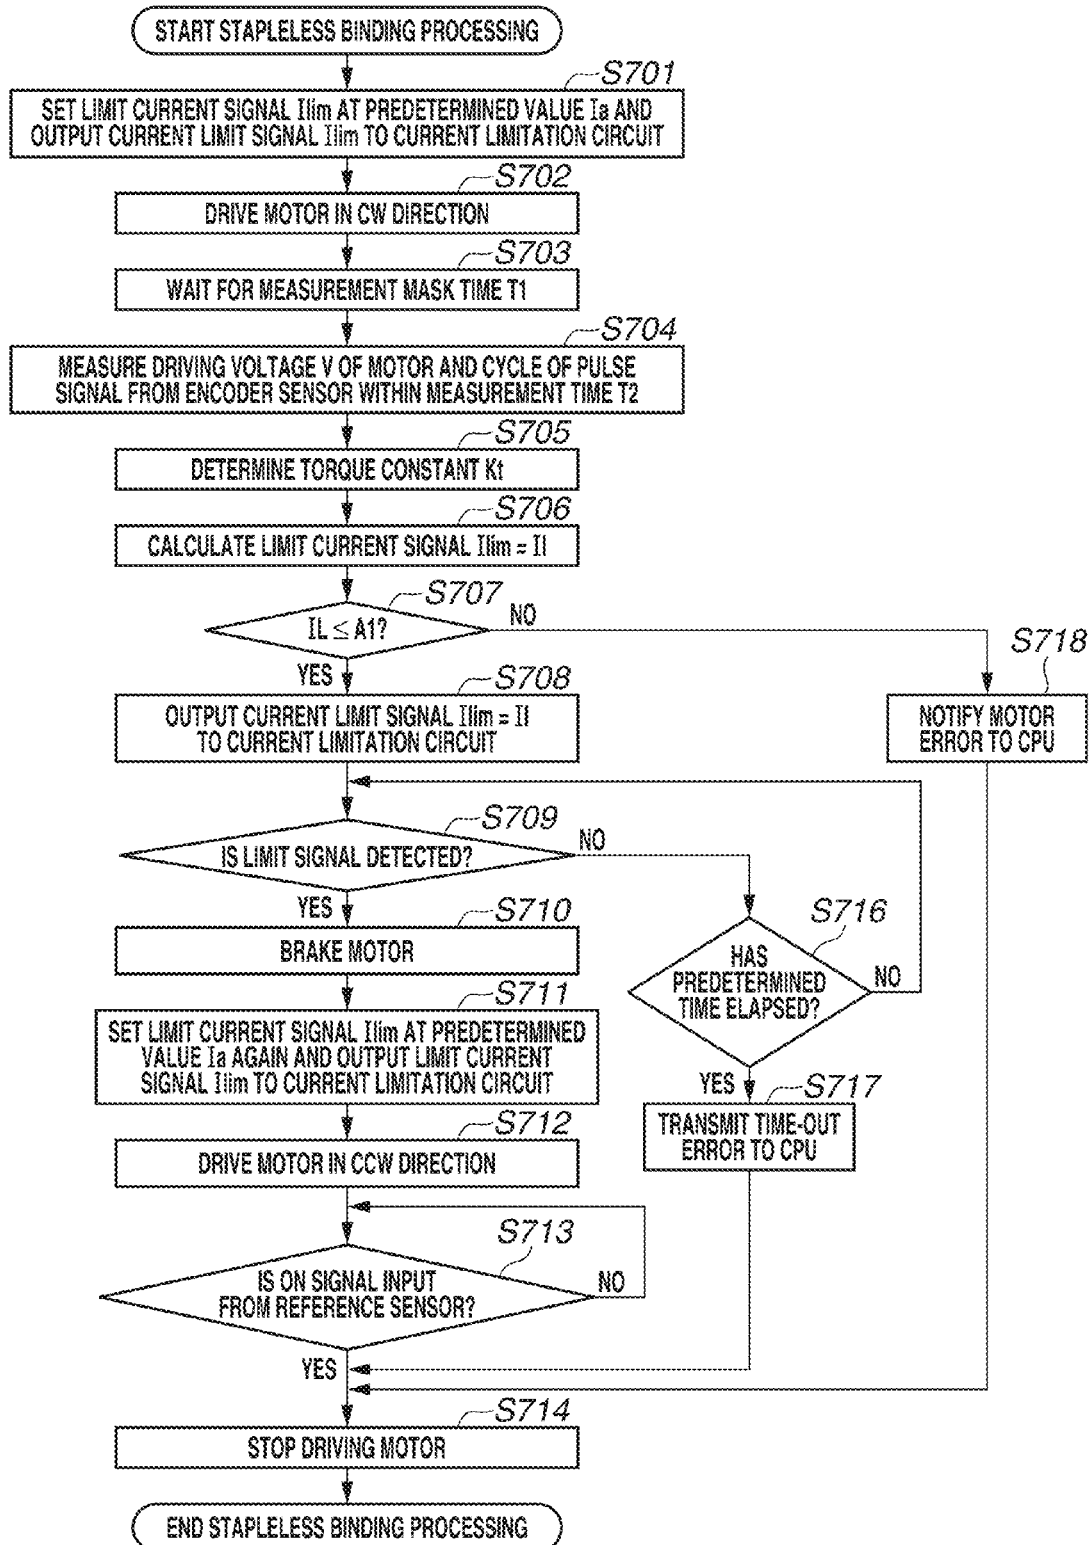 START STAPLELESS BINDING PROCESSING
S701
SET LIMIT CURRENT SIGNAL Ilim AT PREDETERMINED VALUE Ia AND
OUTPUT CURRENT LIMIT SIGNAL Ilim TO CURRENT LIMITATION CIRCUIT
S702
DRIVE MOTOR IN CW DIRECTION
S703
WAIT FOR MEASUREMENT MASK TIME T1
S704
MEASURE DRIVING VOLTAGE V OF MOTOR AND CYCLE OF PULSE
SIGNAL FROM ENCODER SENSOR WITHIN MEASUREMENT TIME T2
S705
DETERMINE TORQUE CONSTANT Kt
S706
CALCULATE LIMIT CURRENT SIGNAL Ilim = Il
S707
IL ≤ A1?
NO
YES
S718
NOTIFY MOTOR
ERROR TO CPU
S708
OUTPUT CURRENT LIMIT SIGNAL Ilim = Il
TO CURRENT LIMITATION CIRCUIT
S709
IS LIMIT SIGNAL DETECTED?
NO
YES
S716
HAS
PREDETERMINED
TIME ELAPSED?
NO
YES
S710
BRAKE MOTOR
S711
SET LIMIT CURRENT SIGNAL Ilim AT PREDETERMINED
VALUE Ia AGAIN AND OUTPUT LIMIT CURRENT
SIGNAL Ilim TO CURRENT LIMITATION CIRCUIT
S717
TRANSMIT TIME-OUT
ERROR TO CPU
S712
DRIVE MOTOR IN CCW DIRECTION
S713
IS ON SIGNAL INPUT
FROM REFERENCE SENSOR?
NO
YES
S714
STOP DRIVING MOTOR
END STAPLELESS BINDING PROCESSING